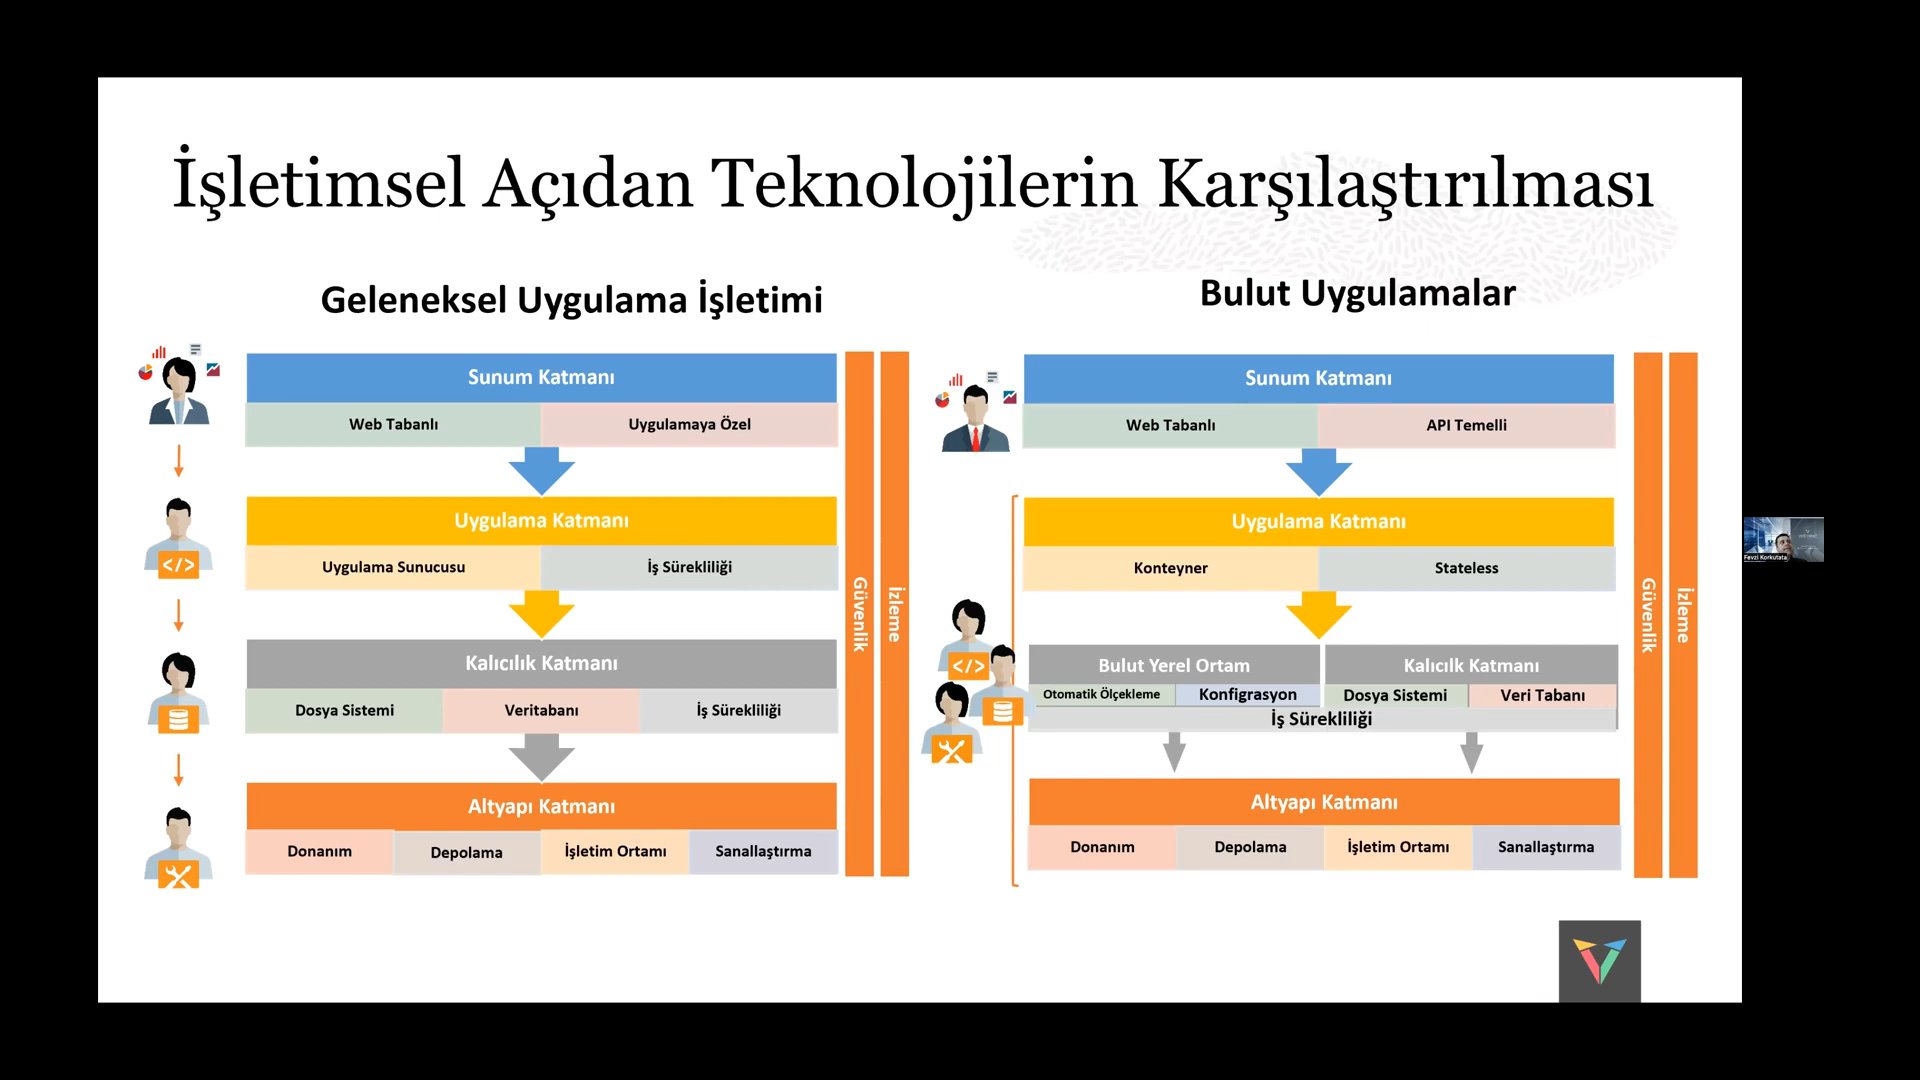 İşletimsel Açıdan Teknolojilerin Karşılaştırılması
Geleneksel Uygulama İşletimi
Sunum Katmanı
Web Tabanlı
Uygulamaya Özel
Uygulama Katmanı
Uygulama Sunucusu
İş Sürekliliği
Kalıcılık Katmanı
Dosya Sistemi
Veritabanı
İş Sürekliliği
Altyapı Katmanı
Donanım
Depolama
İşletim Ortamı
Sanallaştırma
Güvenlik
İzleme
Bulut Uygulamalar
Sunum Katmanı
Web Tabanlı
API Temelli
Uygulama Katmanı
Konteyner
Stateless
Bulut Yerel Ortam
Otomatik Ölçekleme
Konfigrasyon
Kalıcılk Katmanı
Dosya Sistemi
Veri Tabanı
İş Sürekliliği
Altyapı Katmanı
Donanım
Depolama
İşletim Ortamı
Sanallaştırma
Güvenlik
İzleme
Fevzi Korkutata